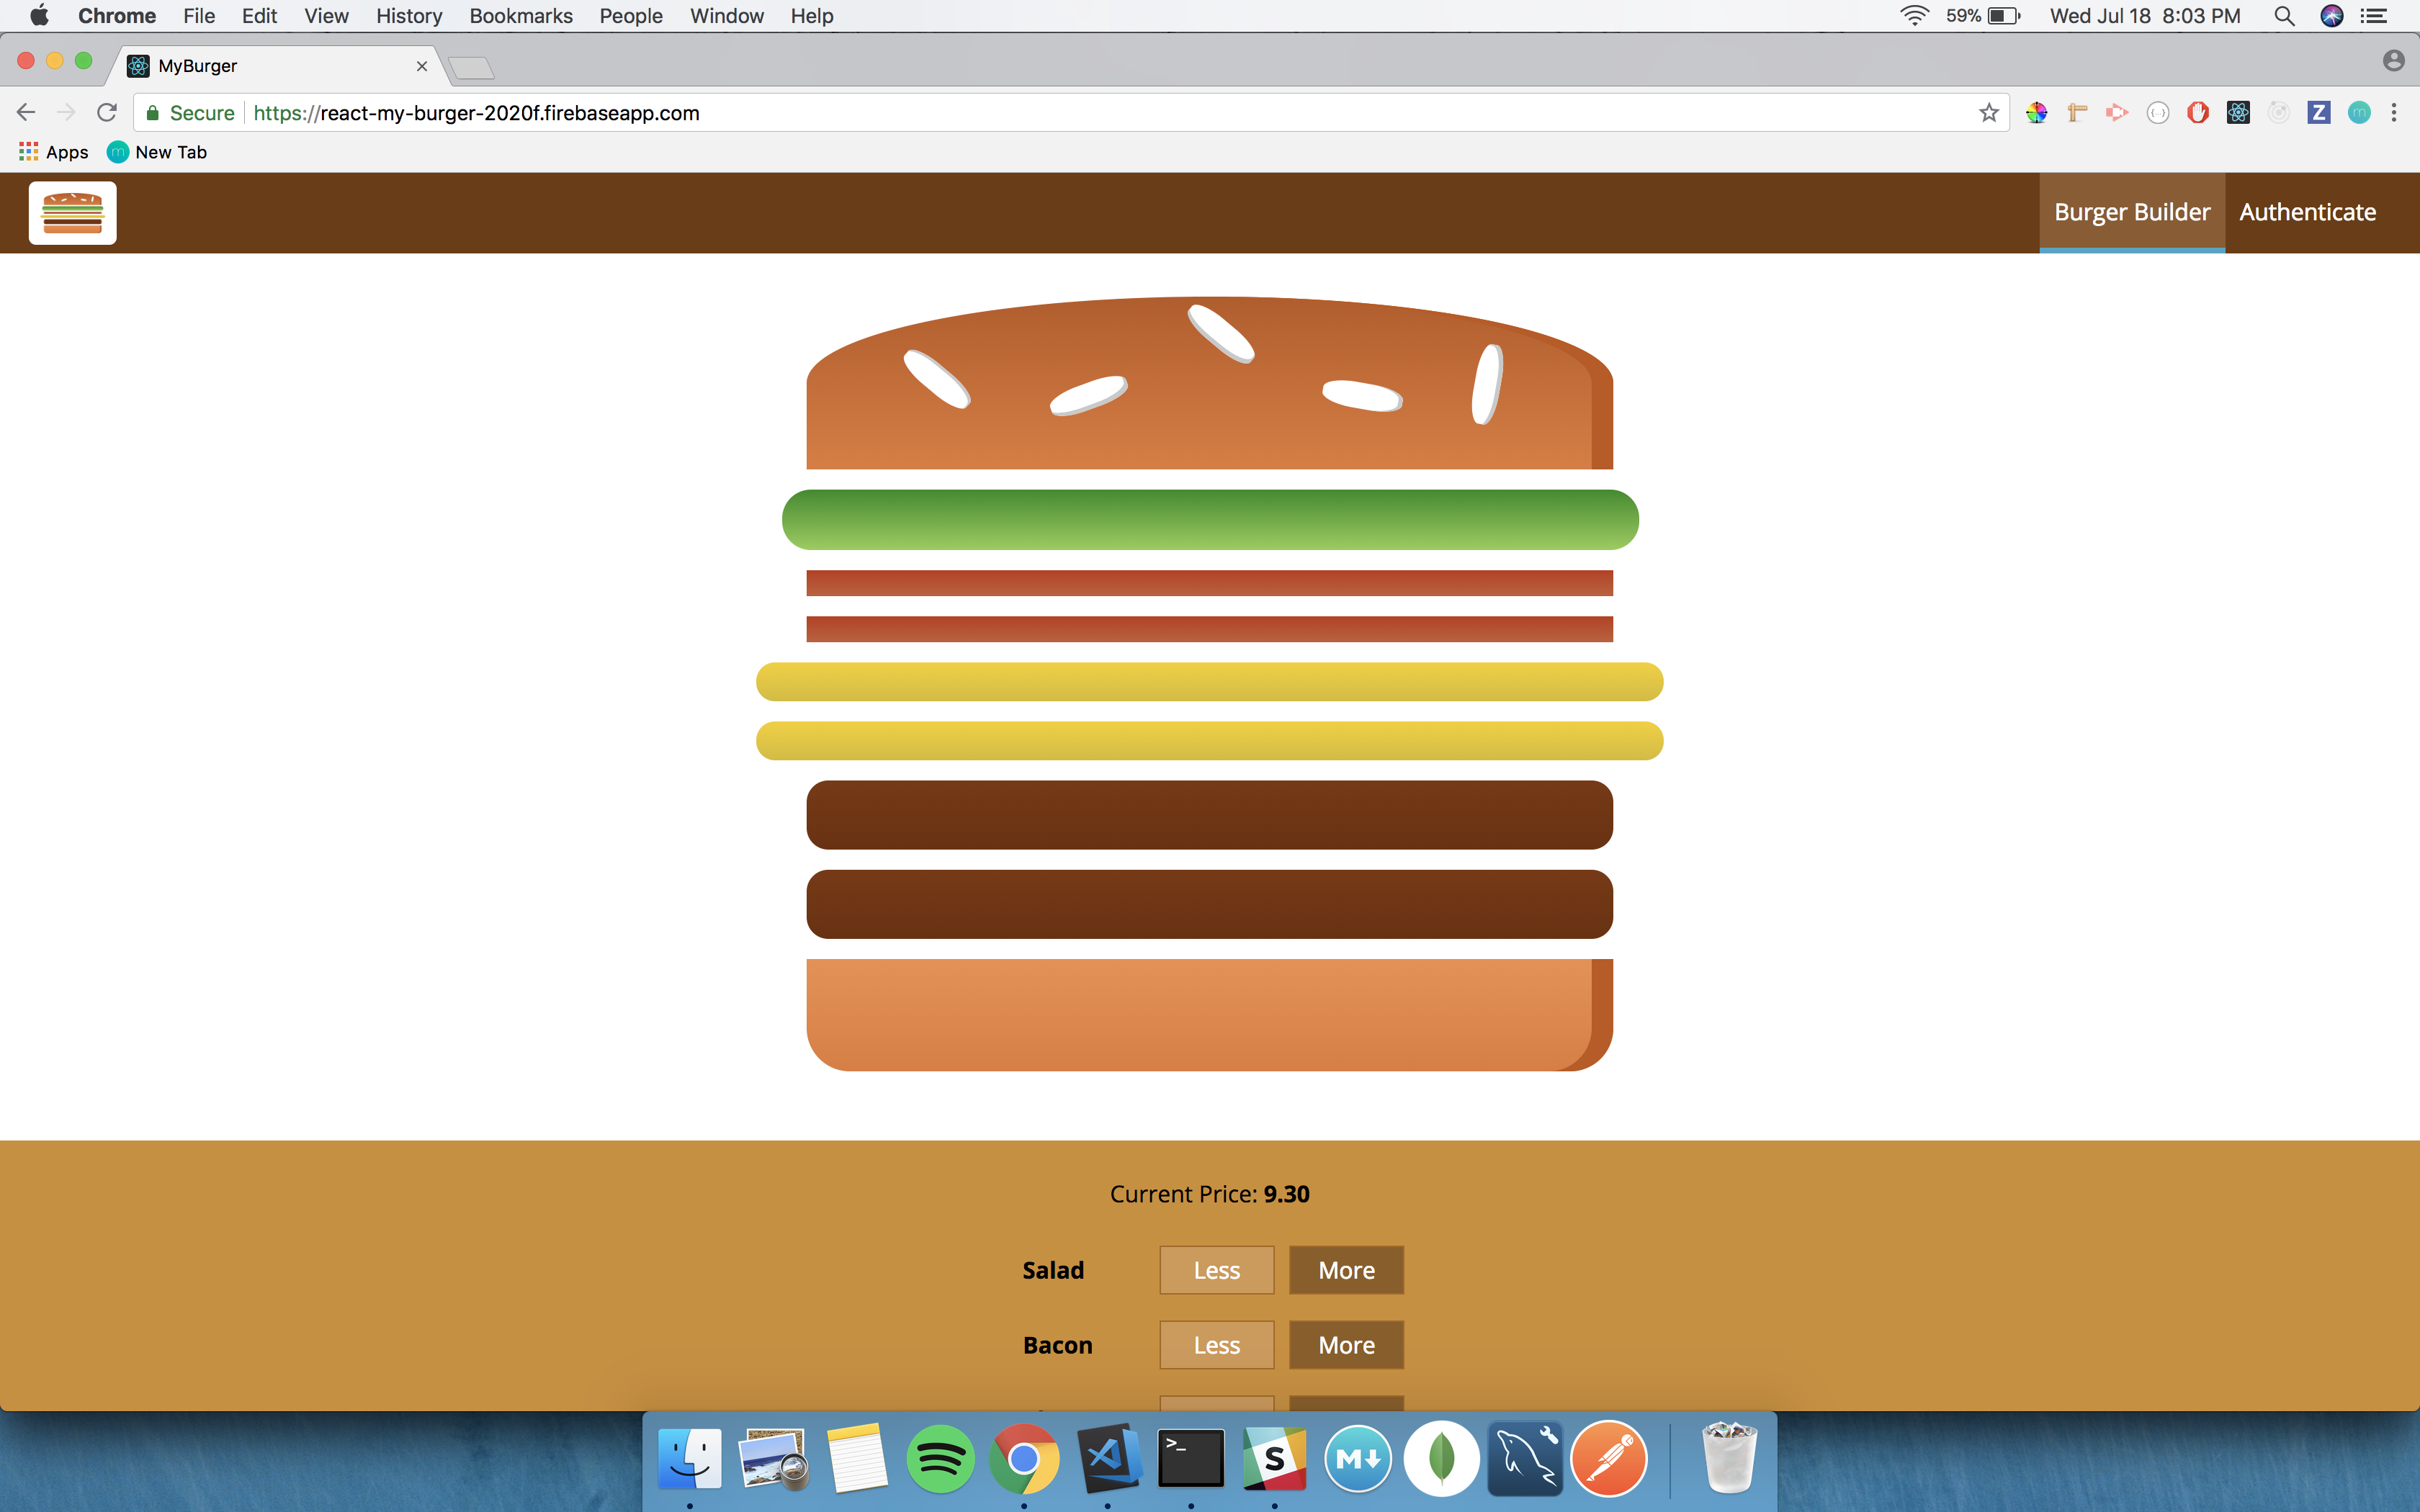 Chrome File Edit View History Bookmarks People Window Help 59% Wed Jul 18 8:03 PM
MyBurger
Secure https://react-my-burger-2020f.firebaseapp.com
Apps New Tab
Burger Builder Authenticate
Current Price: 9.30
Salad Less More
Bacon Less More